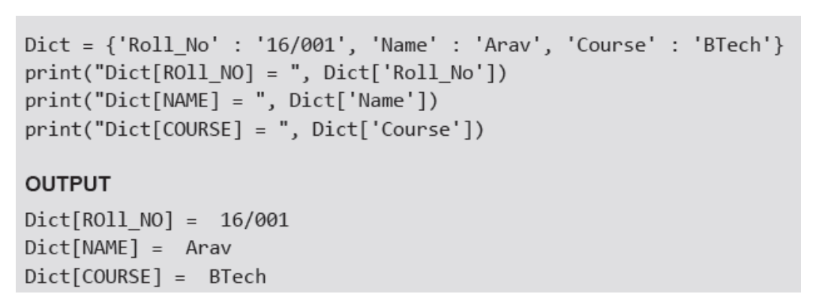 Dict = {'Roll_No' : '16/001', 'Name' : 'Arav', 'Course' : 'BTech'}
print("Dict[ROll_NO] = ", Dict['Roll_No'])
print("Dict[NAME] = ", Dict['Name'])
print("Dict[COURSE] = ", Dict['Course'])
OUTPUT
Dict[ROll_NO] =  16/001
Dict[NAME] =  Arav
Dict[COURSE] =  BTech